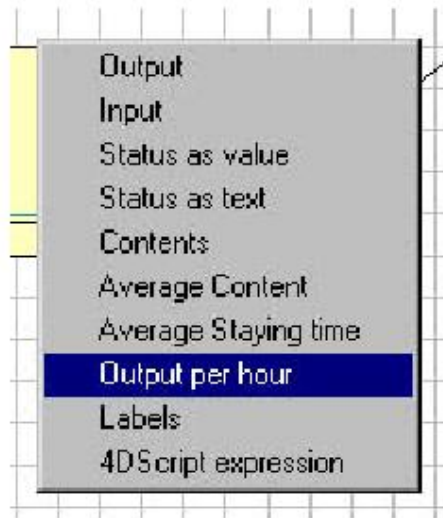 Output
Input
Status as value
Status as text
Contents
Average Content
Average Staying time
Output per hour
Labels
4DScript expression